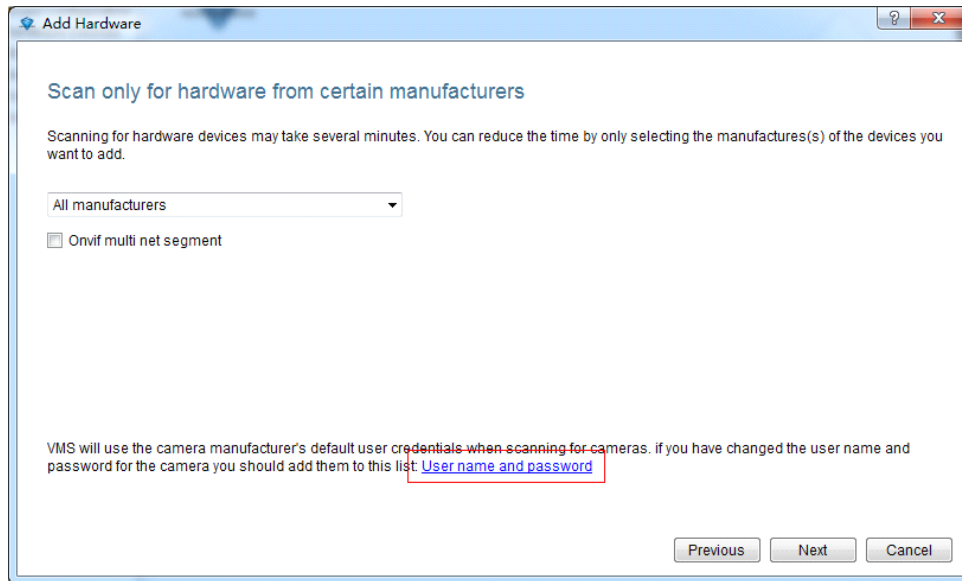 Add Hardware
Scan only for hardware from certain manufacturers
Scanning for hardware devices may take several minutes. You can reduce the time by only selecting the manufactures(s) of the devices you
want to add.
All manufacturers
Onvif multi net segment
VMS will use the camera manufacturer's default user credentials when scanning for cameras. if you have changed the user name and
password for the camera you should add them to this list: User name and password
Previous Next Cancel